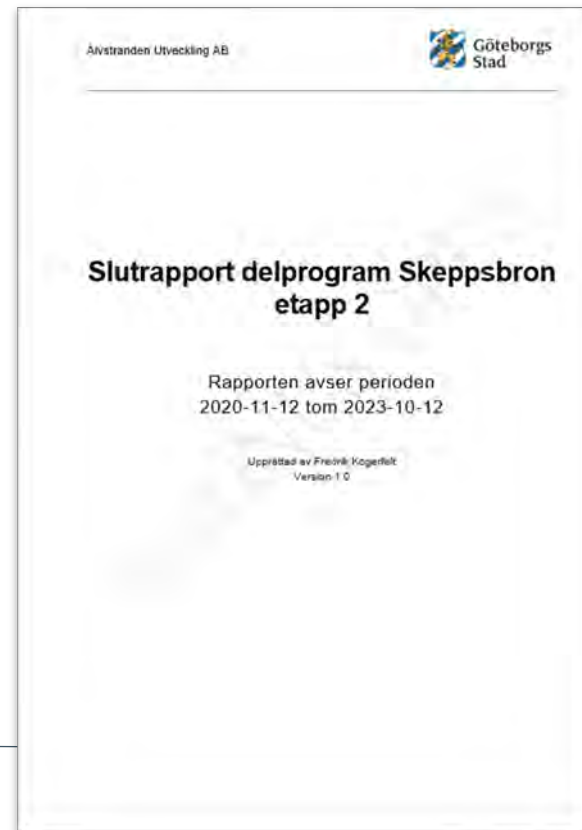 Älvstranden Utveckling AB
Göteborgs
Stad
Slutrapport delprogram Skeppsbron
etapp 2
Rapporten avser perioden
2020-11-12 tom 2023-10-12
Upprättad av Fredrik Kogerfelt
Version 1.0